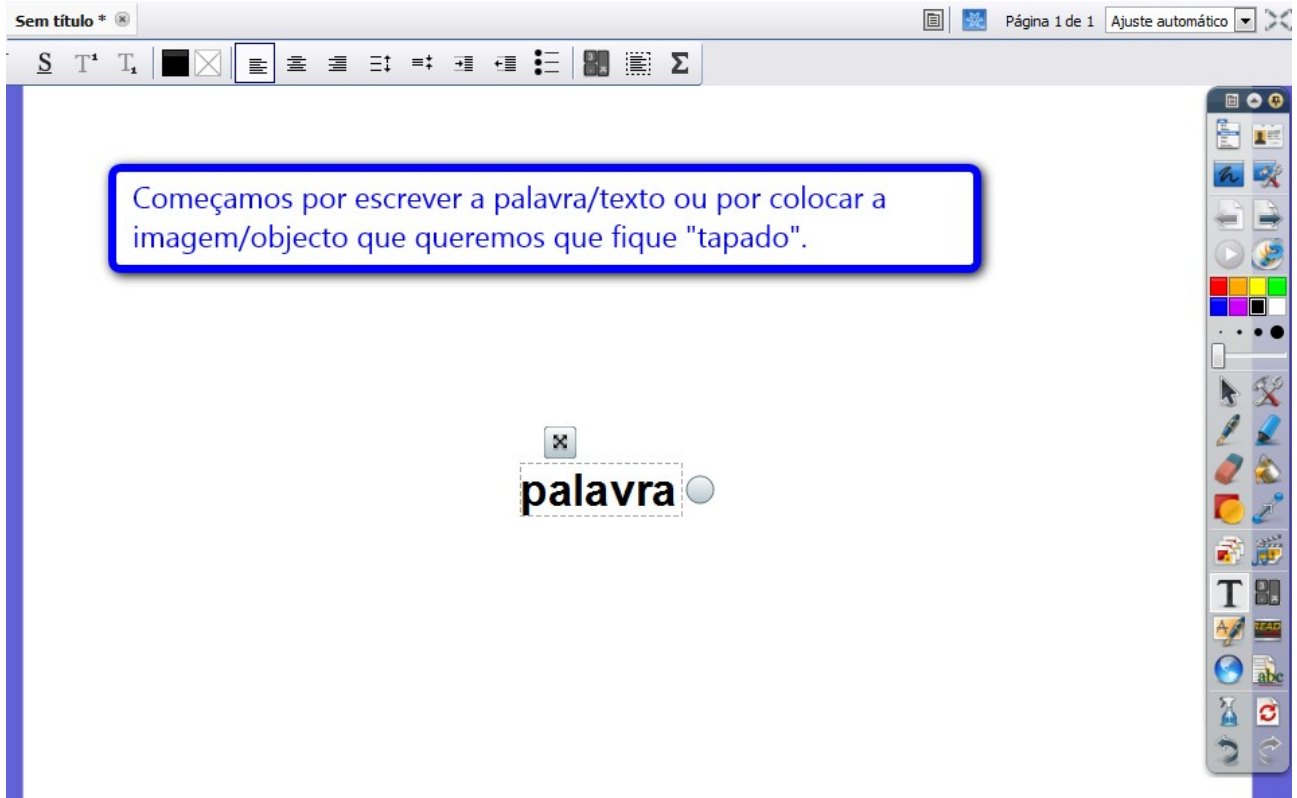 Sem título *
Página 1 de 1 Ajuste automático
S T¹ T₁ Σ
Começamos por escrever a palavra/texto ou por colocar a
imagem/objecto que queremos que fique "tapado".
palavra
T
READ
abc